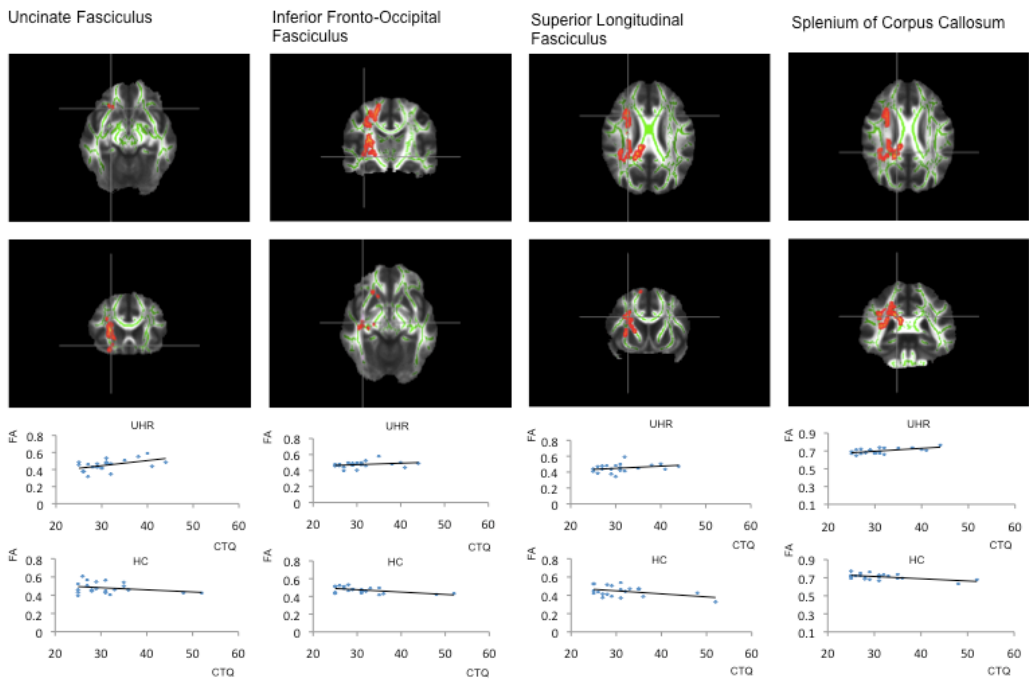 Uncinate Fasciculus
Inferior Fronto-Occipital
Fasciculus
Superior Longitudinal
Fasciculus
Splenium of Corpus Callosum
UHR
FA
0.8
0.6
0.4
0.2
0
20 30 40 50 60
CTQ
UHR
FA
0.8
0.6
0.4
0.2
0
20 30 40 50 60
CTQ
UHR
FA
0.8
0.6
0.4
0.2
0
20 30 40 50 60
CTQ
UHR
FA
0.9
0.7
0.5
0.3
0.1
20 30 40 50 60
CTQ
HC
FA
0.8
0.6
0.4
0.2
0
20 30 40 50 60
CTQ
HC
FA
0.8
0.6
0.4
0.2
0
20 30 40 50 60
CTQ
HC
FA
0.8
0.6
0.4
0.2
0
20 30 40 50 60
CTQ
HC
FA
0.9
0.7
0.5
0.3
0.1
20 30 40 50 60
CTQ